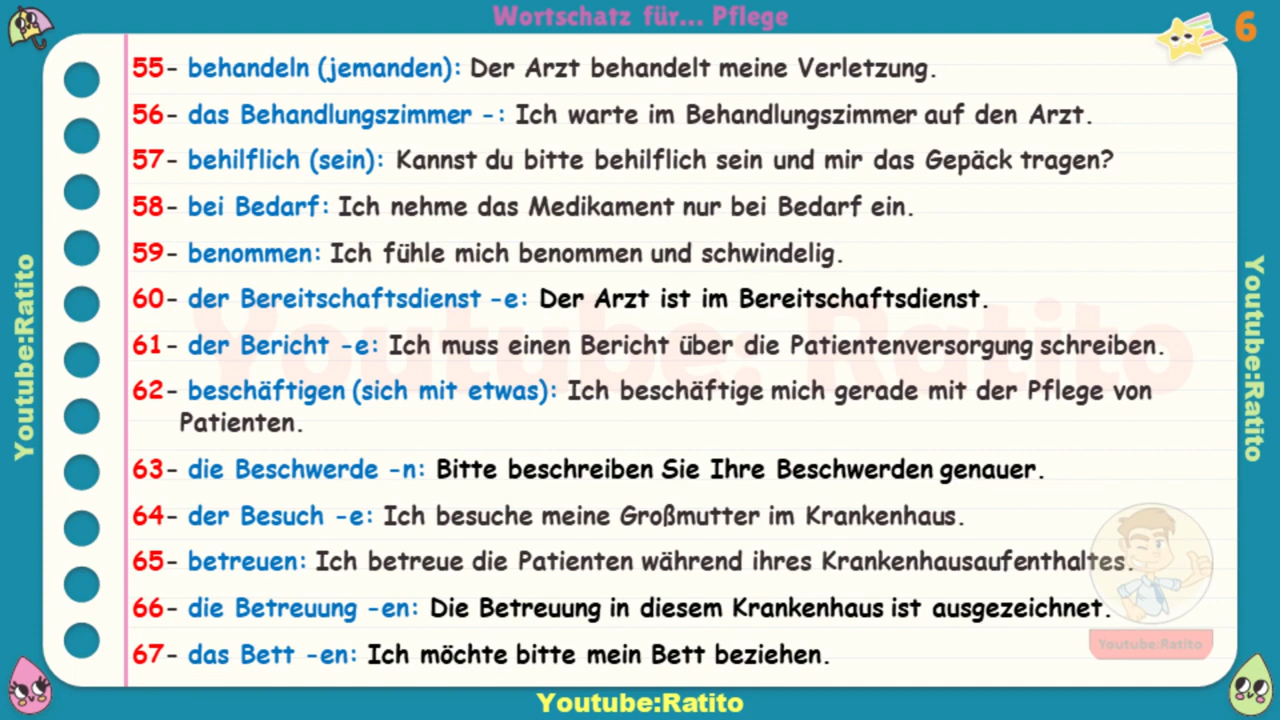 Wortschatz für... Pflege
6
55- behandeln (jemanden): Der Arzt behandelt meine Verletzung.
56- das Behandlungszimmer -: Ich warte im Behandlungszimmer auf den Arzt.
57- behilflich (sein): Kannst du bitte behilflich sein und mir das Gepäck tragen?
58- bei Bedarf: Ich nehme das Medikament nur bei Bedarf ein.
59- benommen: Ich fühle mich benommen und schwindelig.
60- der Bereitschaftsdienst -e: Der Arzt ist im Bereitschaftsdienst.
61- der Bericht -e: Ich muss einen Bericht über die Patientenversorgung schreiben.
62- beschäftigen (sich mit etwas): Ich beschäftige mich gerade mit der Pflege von
Patienten.
63- die Beschwerde -n: Bitte beschreiben Sie Ihre Beschwerden genauer.
64- der Besuch -e: Ich besuche meine Großmutter im Krankenhaus.
65- betreuen: Ich betreue die Patienten während ihres Krankenhausaufenthaltes.
66- die Betreuung -en: Die Betreuung in diesem Krankenhaus ist ausgezeichnet.
67- das Bett -en: Ich möchte bitte mein Bett beziehen.
Youtube: Ratito
Youtube:Ratito
Youtube:Ratito
Youtube:Ratito
Youtube:Ratito